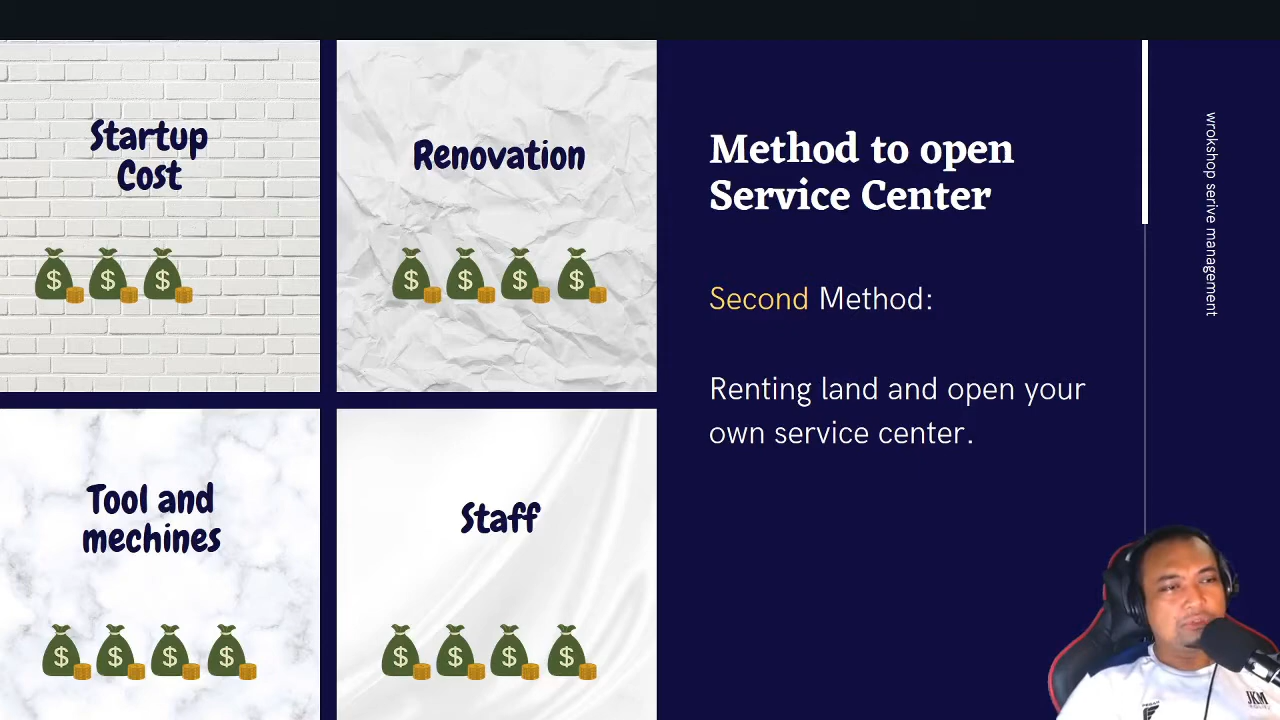 Startup
Cost
Renovation
Tool and
mechines
Staff
Method to open
Service Center
Second Method:
Renting land and open your
own service center.
wrokshop serive management
JKM